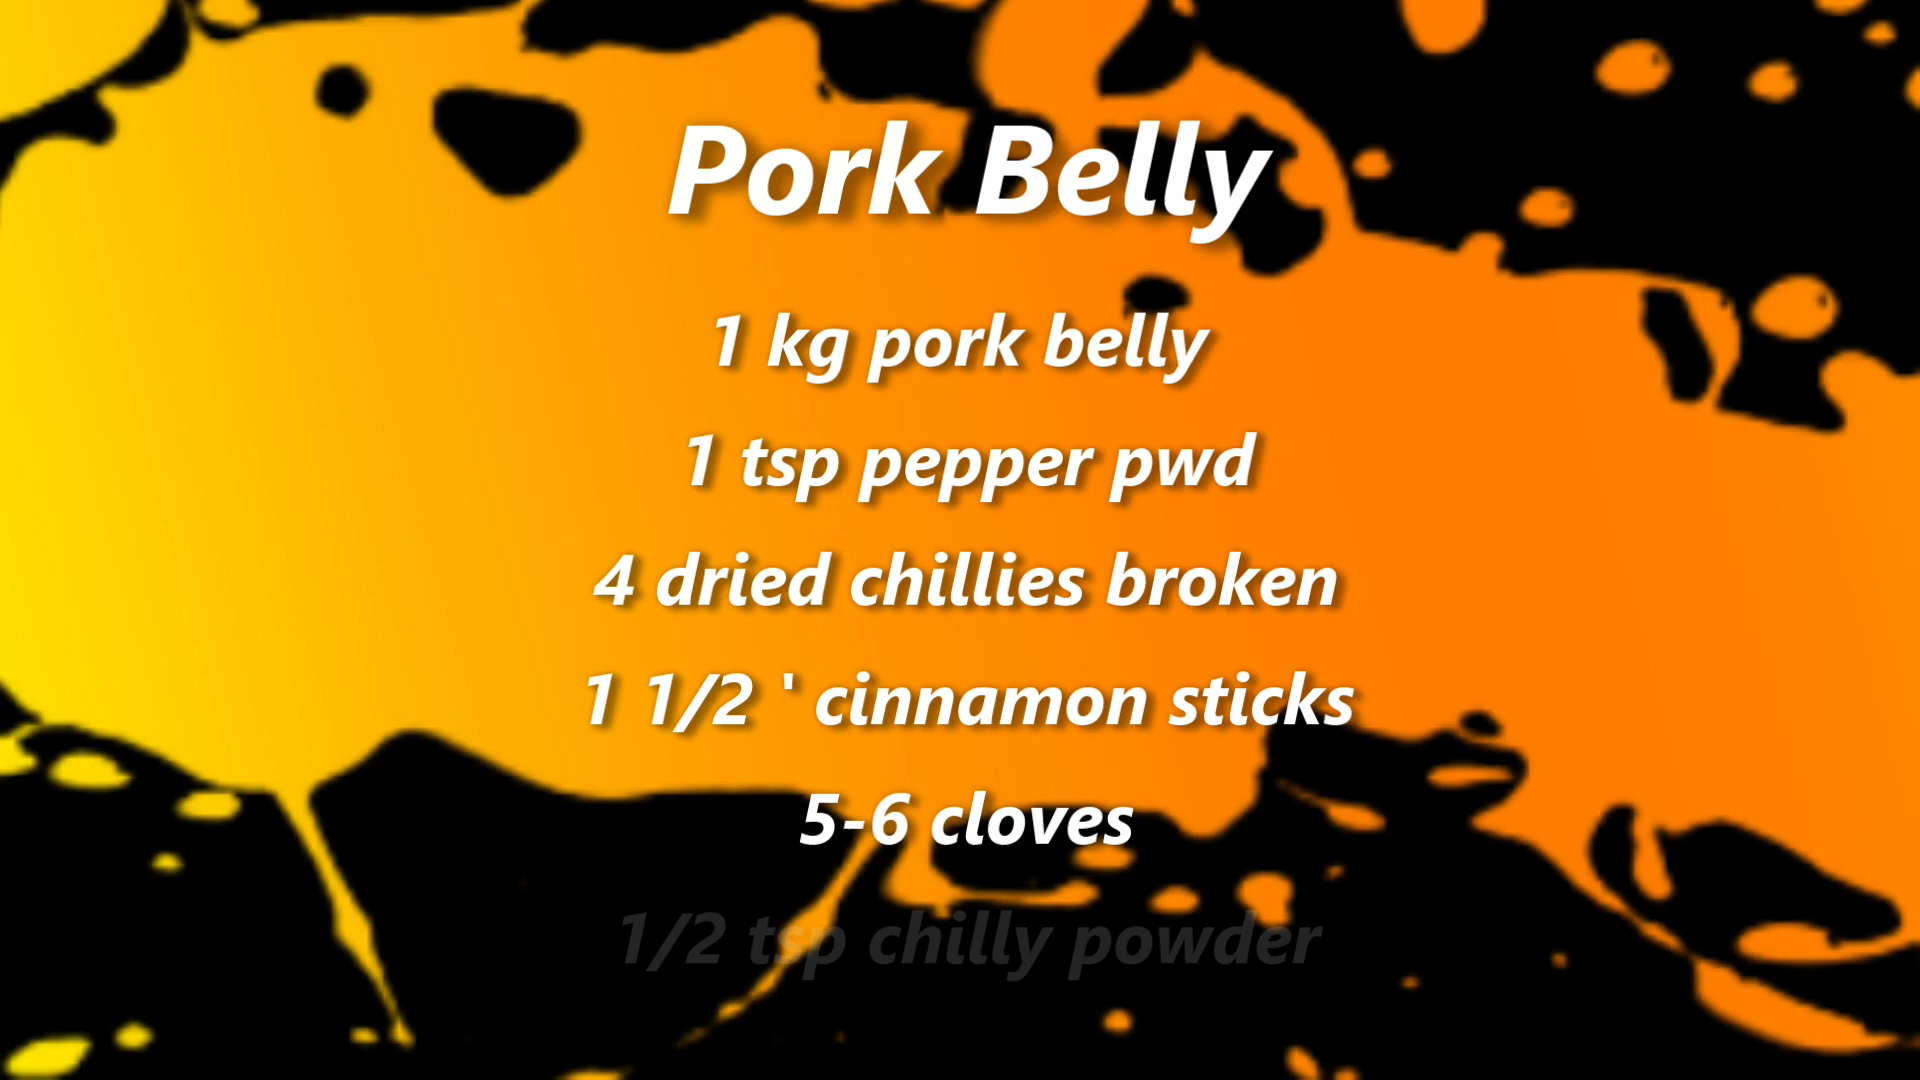 Pork Belly
1 kg pork belly
1 tsp pepper pwd
4 dried chillies broken
1 1/2 ' cinnamon sticks
5-6 cloves
1/2 tsp chilly powder